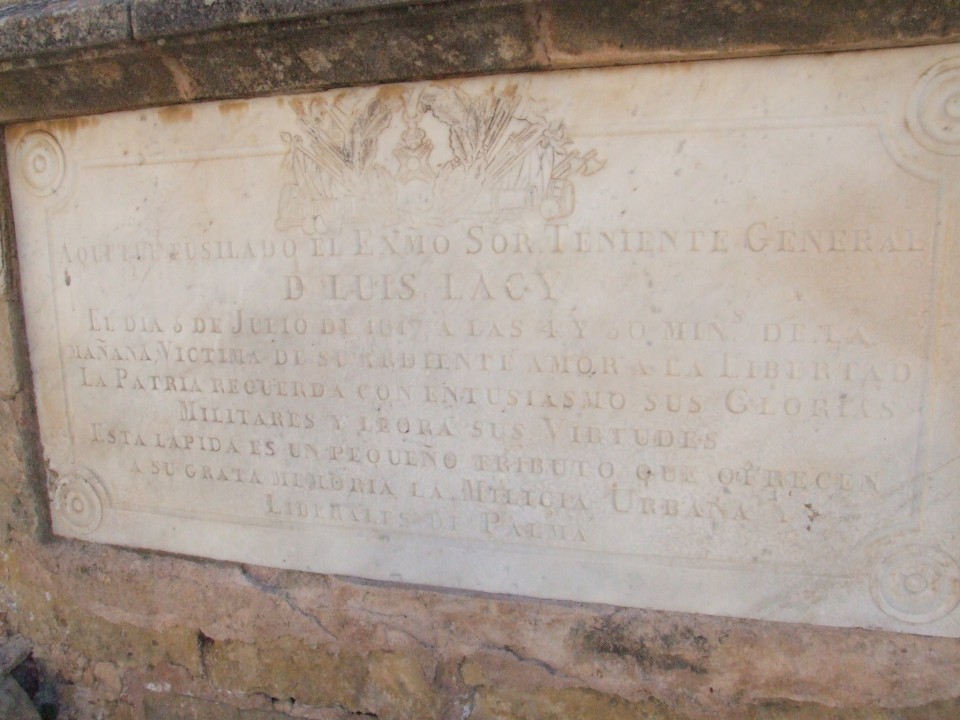 AQUI FUE FUSILADO EL EXMO SOR. TENIENTE GENERAL
D LUIS LACY
EL DIA 5 DE JULIO DE 1817 A LAS 4 Y 30 MINS DE LA
MAÑANA, VICTIMA DE SU ARDIENTE AMOR A LA LIBERTAD
LA PATRIA RECUERDA CON ENTUSIASMO SUS GLORIAS
MILITARES Y LLORA SUS VIRTUDES
ESTA LAPIDA ES UN PEQUEÑO TRIBUTO QUE OFRECEN
A SU GRATA MEMORIA LA MILICIA URBANA Y
LIBERALES DE PALMA